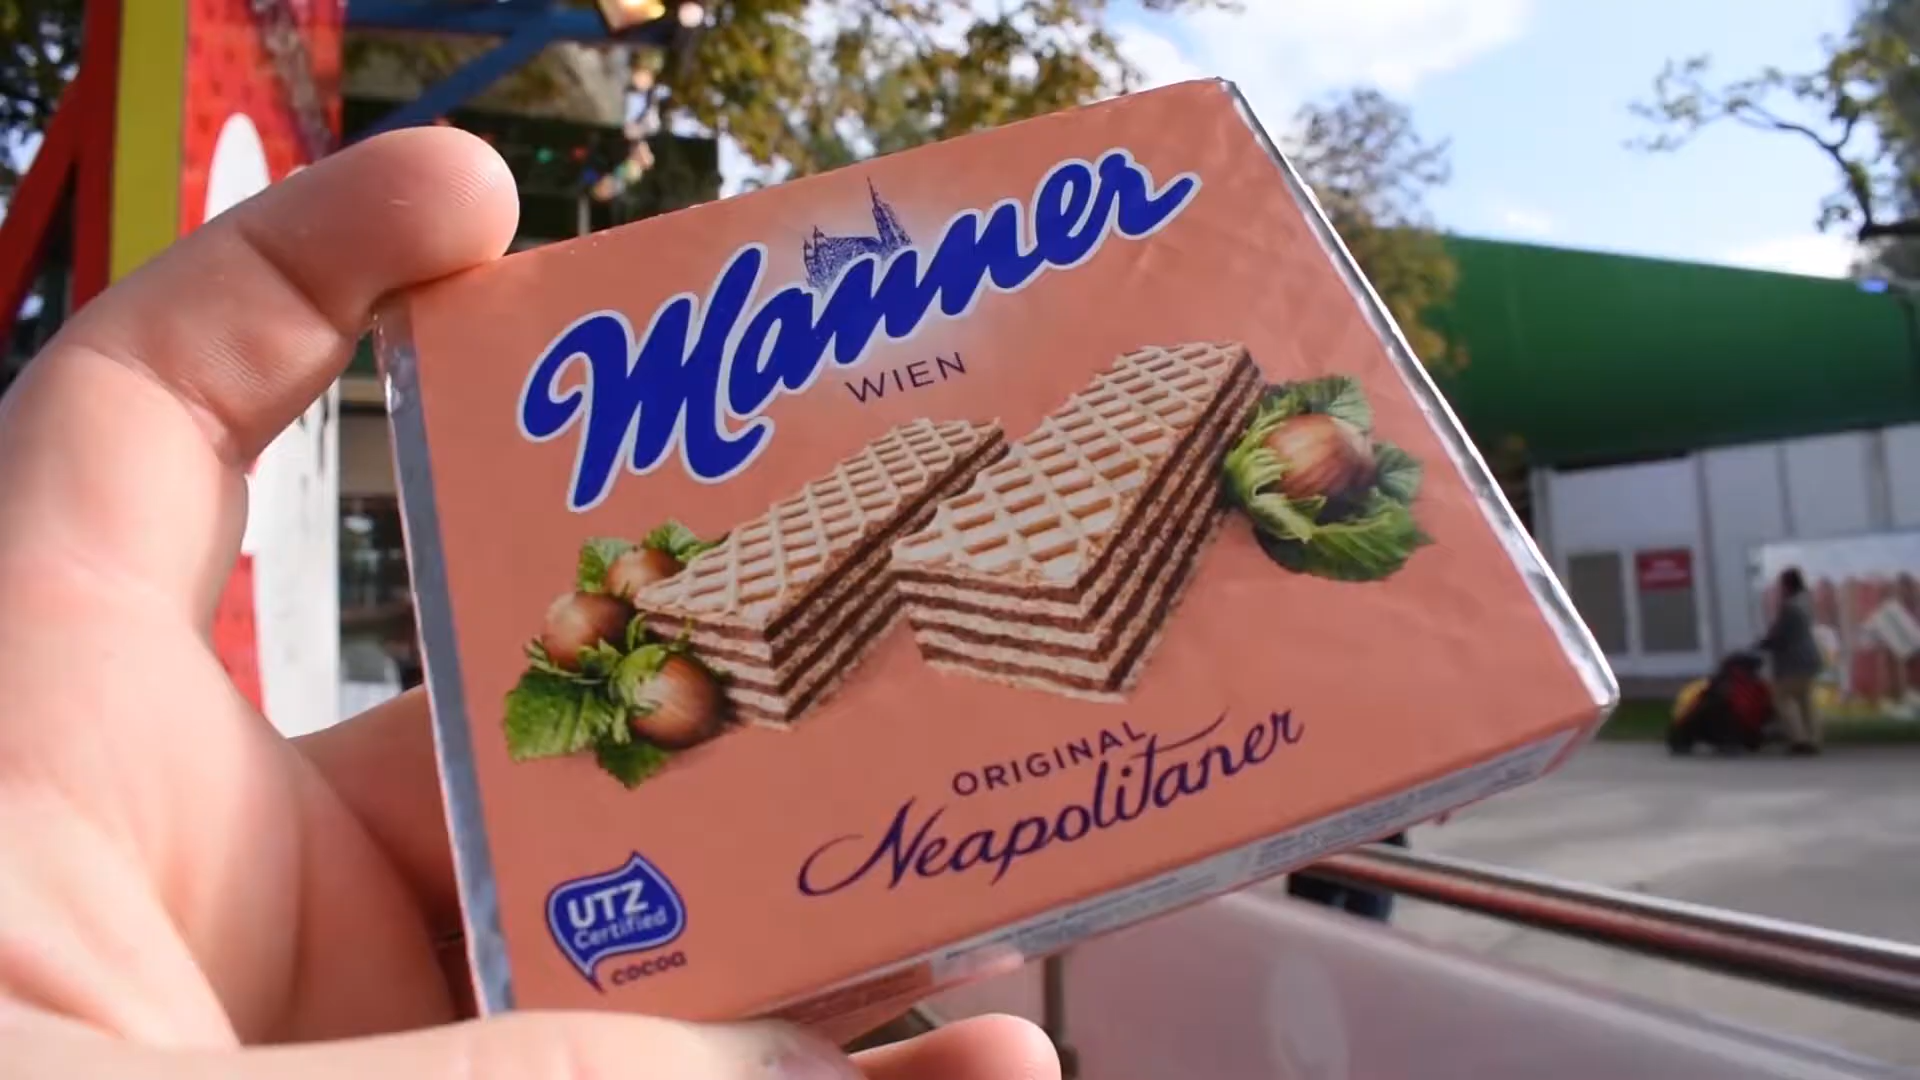 Manner
WIEN
ORIGINAL
Neapolitaner
UTZ
Certified
cocoa